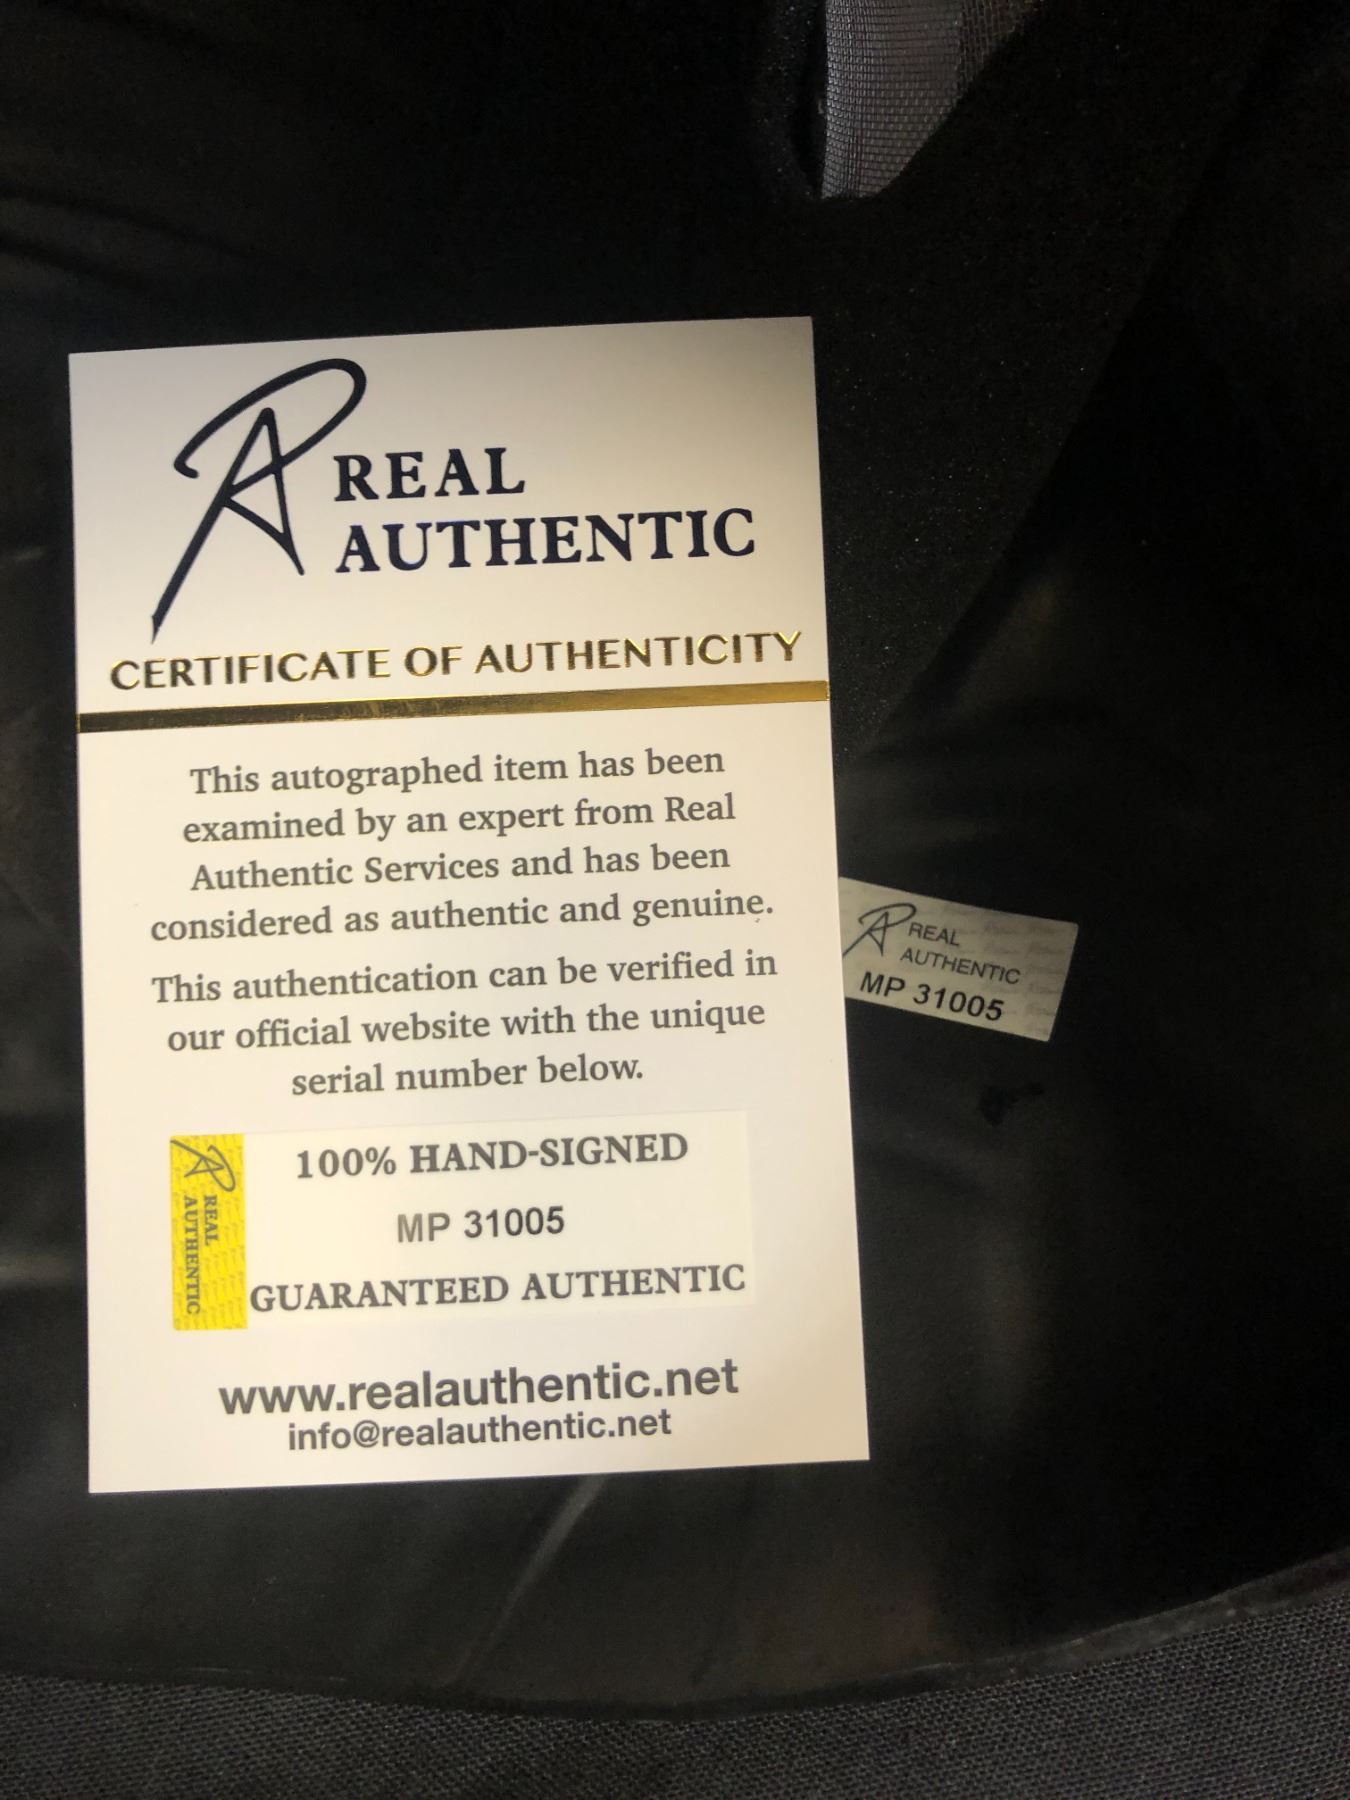 REAL
AUTHENTIC
CERTIFICATE OF AUTHENTICITY
This autographed item has been
examined by an expert from Real
Authentic Services and has been
considered as authentic and genuine.
This authentication can be verified in
our official website with the unique
serial number below.
REAL
AUTHENTIC
100% HAND-SIGNED
MP 31005
GUARANTEED AUTHENTIC
www.realauthentic.net
info@realauthentic.net
REAL
AUTHENTIC
MP 31005